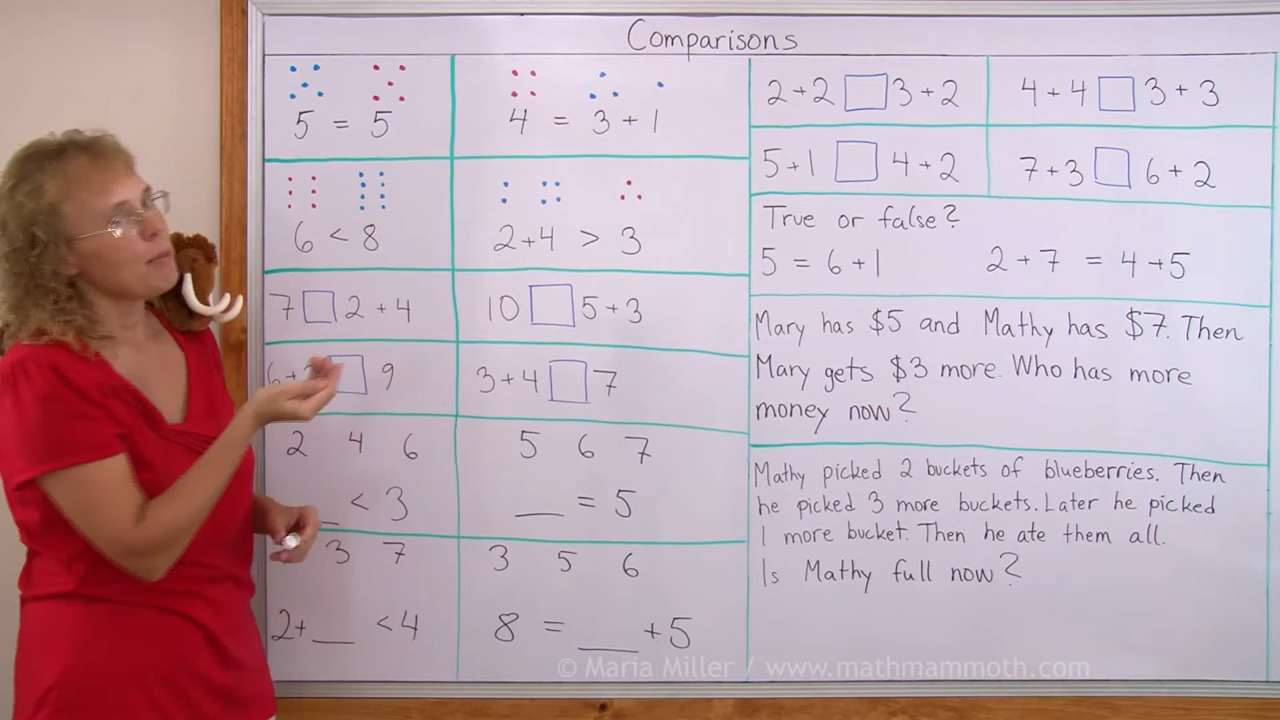 Comparisons
5 = 5
4 = 3 + 1
6 < 8
2+4 > 3
7 □ 2 + 4
10 □ 5+3
6+ □ 9
3+4 □ 7
2 4 6
_ < 3
5 6 7
__ = 5
3 7
2+__ < 4
3 5 6
8 = __ +5
2+2 □ 3+2
4+4 □ 3+3
5+1 □ 4+2
7+3 □ 6+2
True or false?
5 = 6+1
2+7 = 4+5
Mary has $5 and Mathy has $7. Then
Mary gets $3 more. Who has more
money now?
Mathy picked 2 buckets of blueberries. Then
he picked 3 more buckets. Later he picked
1 more bucket. Then he ate them all.
Is Mathy full now?
© Maria Miller / www.mathmammoth.com